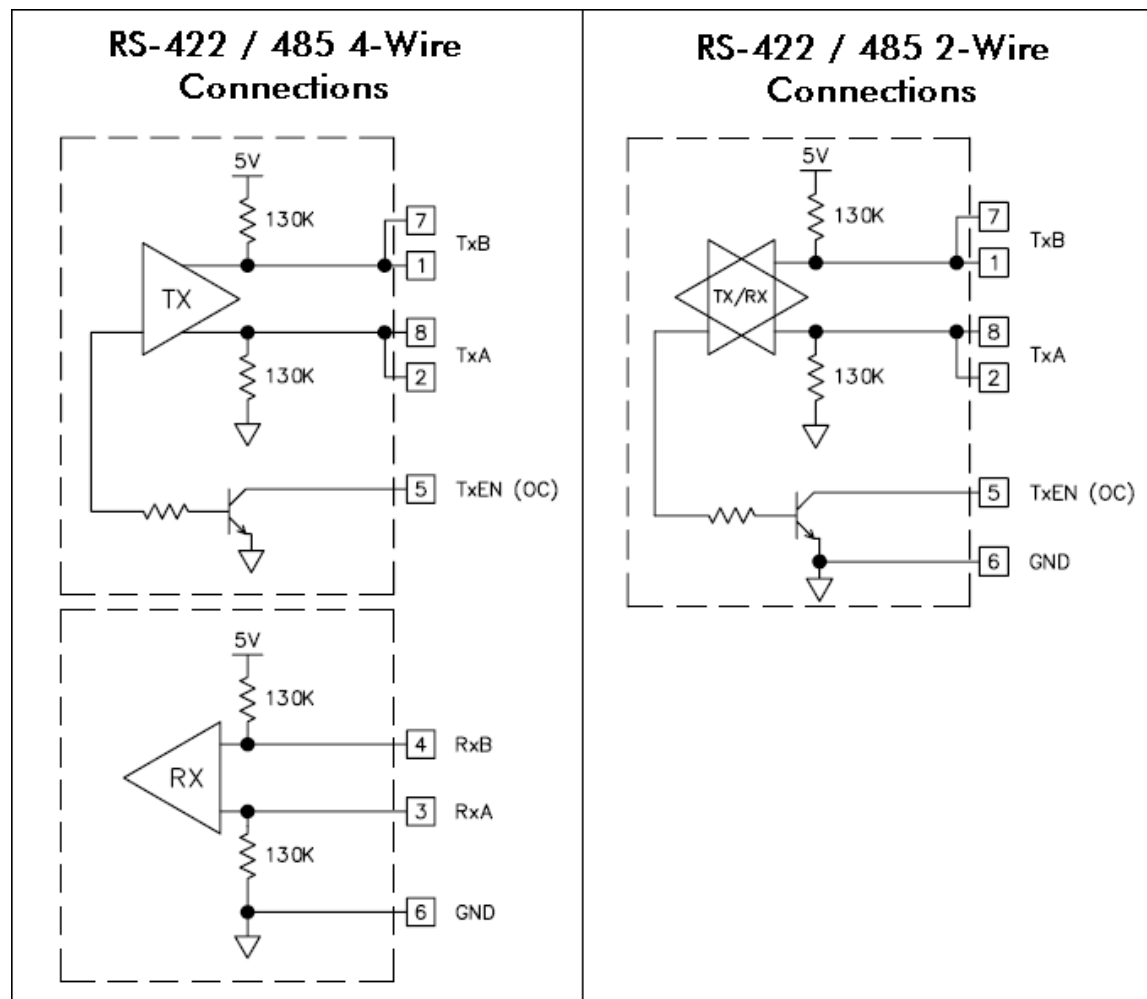 RS-422 / 485 4-Wire
Connections
5V
130K
7
TxB
1
TX
8
TxA
2
130K
5
TxEN (OC)
5V
130K
4
RxB
RX
3
RxA
130K
6
GND
RS-422 / 485 2-Wire
Connections
5V
130K
7
TxB
1
TX/RX
8
TxA
2
130K
5
TxEN (OC)
6
GND